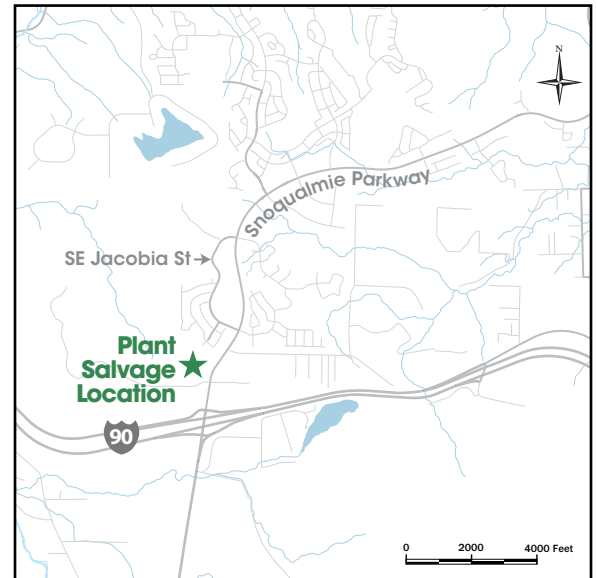 N
Snoqualmie Parkway
SE Jacobia St
Plant
Salvage
Location
90
0 2000 4000 Feet